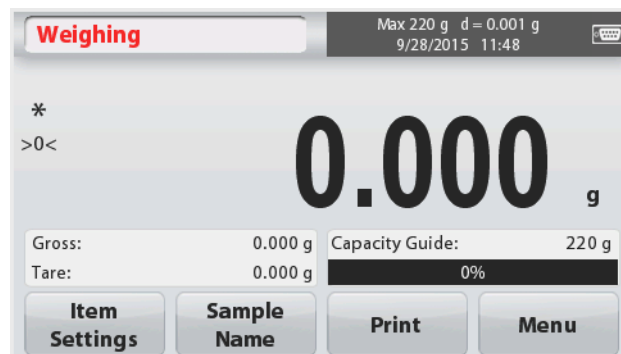 Weighing
Max 220 g d = 0.001 g
9/28/2015 11:48
*
>0<
0.000 g
Gross: 0.000 g
Tare: 0.000 g
Capacity Guide: 220 g
0%
Item
Settings
Sample
Name
Print
Menu